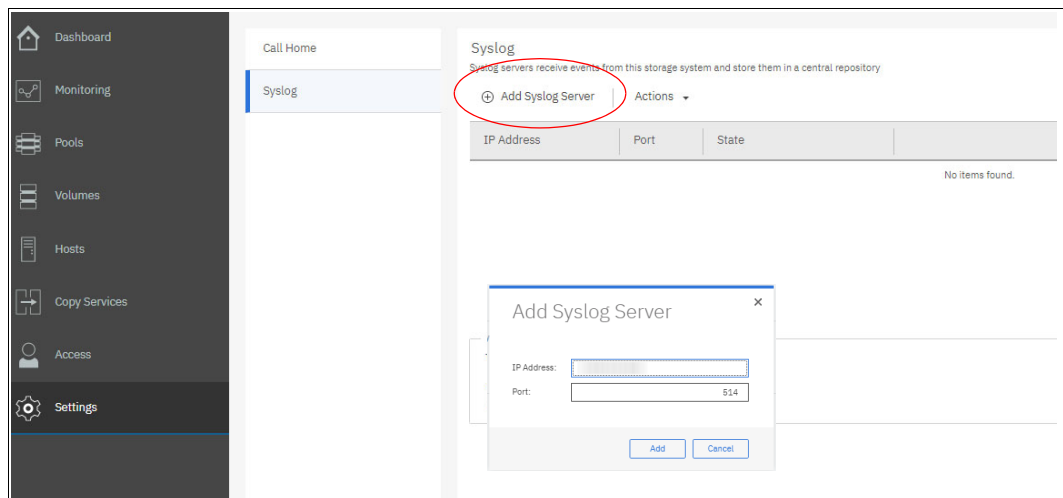 Dashboard
Monitoring
Pools
Volumes
Hosts
Copy Services
Access
Settings
Call Home
Syslog
Syslog
Syslog servers receive events from this storage system and store them in a central repository
Add Syslog Server
Actions
IP Address Port State
No items found.
Add Syslog Server
IP Address:
Port: 514
Add Cancel